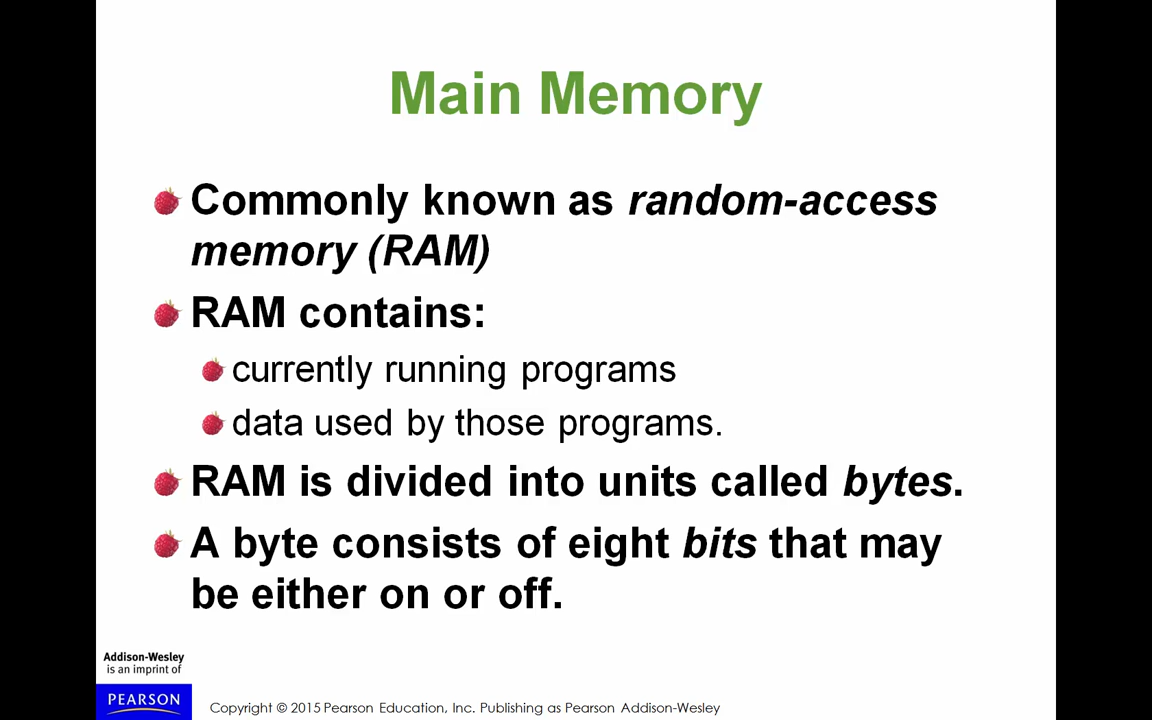 Main Memory
Commonly known as random-access
memory (RAM)
RAM contains:
currently running programs
data used by those programs.
RAM is divided into units called bytes.
A byte consists of eight bits that may
be either on or off.
Addison-Wesley
is an imprint of
PEARSON
Copyright © 2015 Pearson Education, Inc. Publishing as Pearson Addison-Wesley